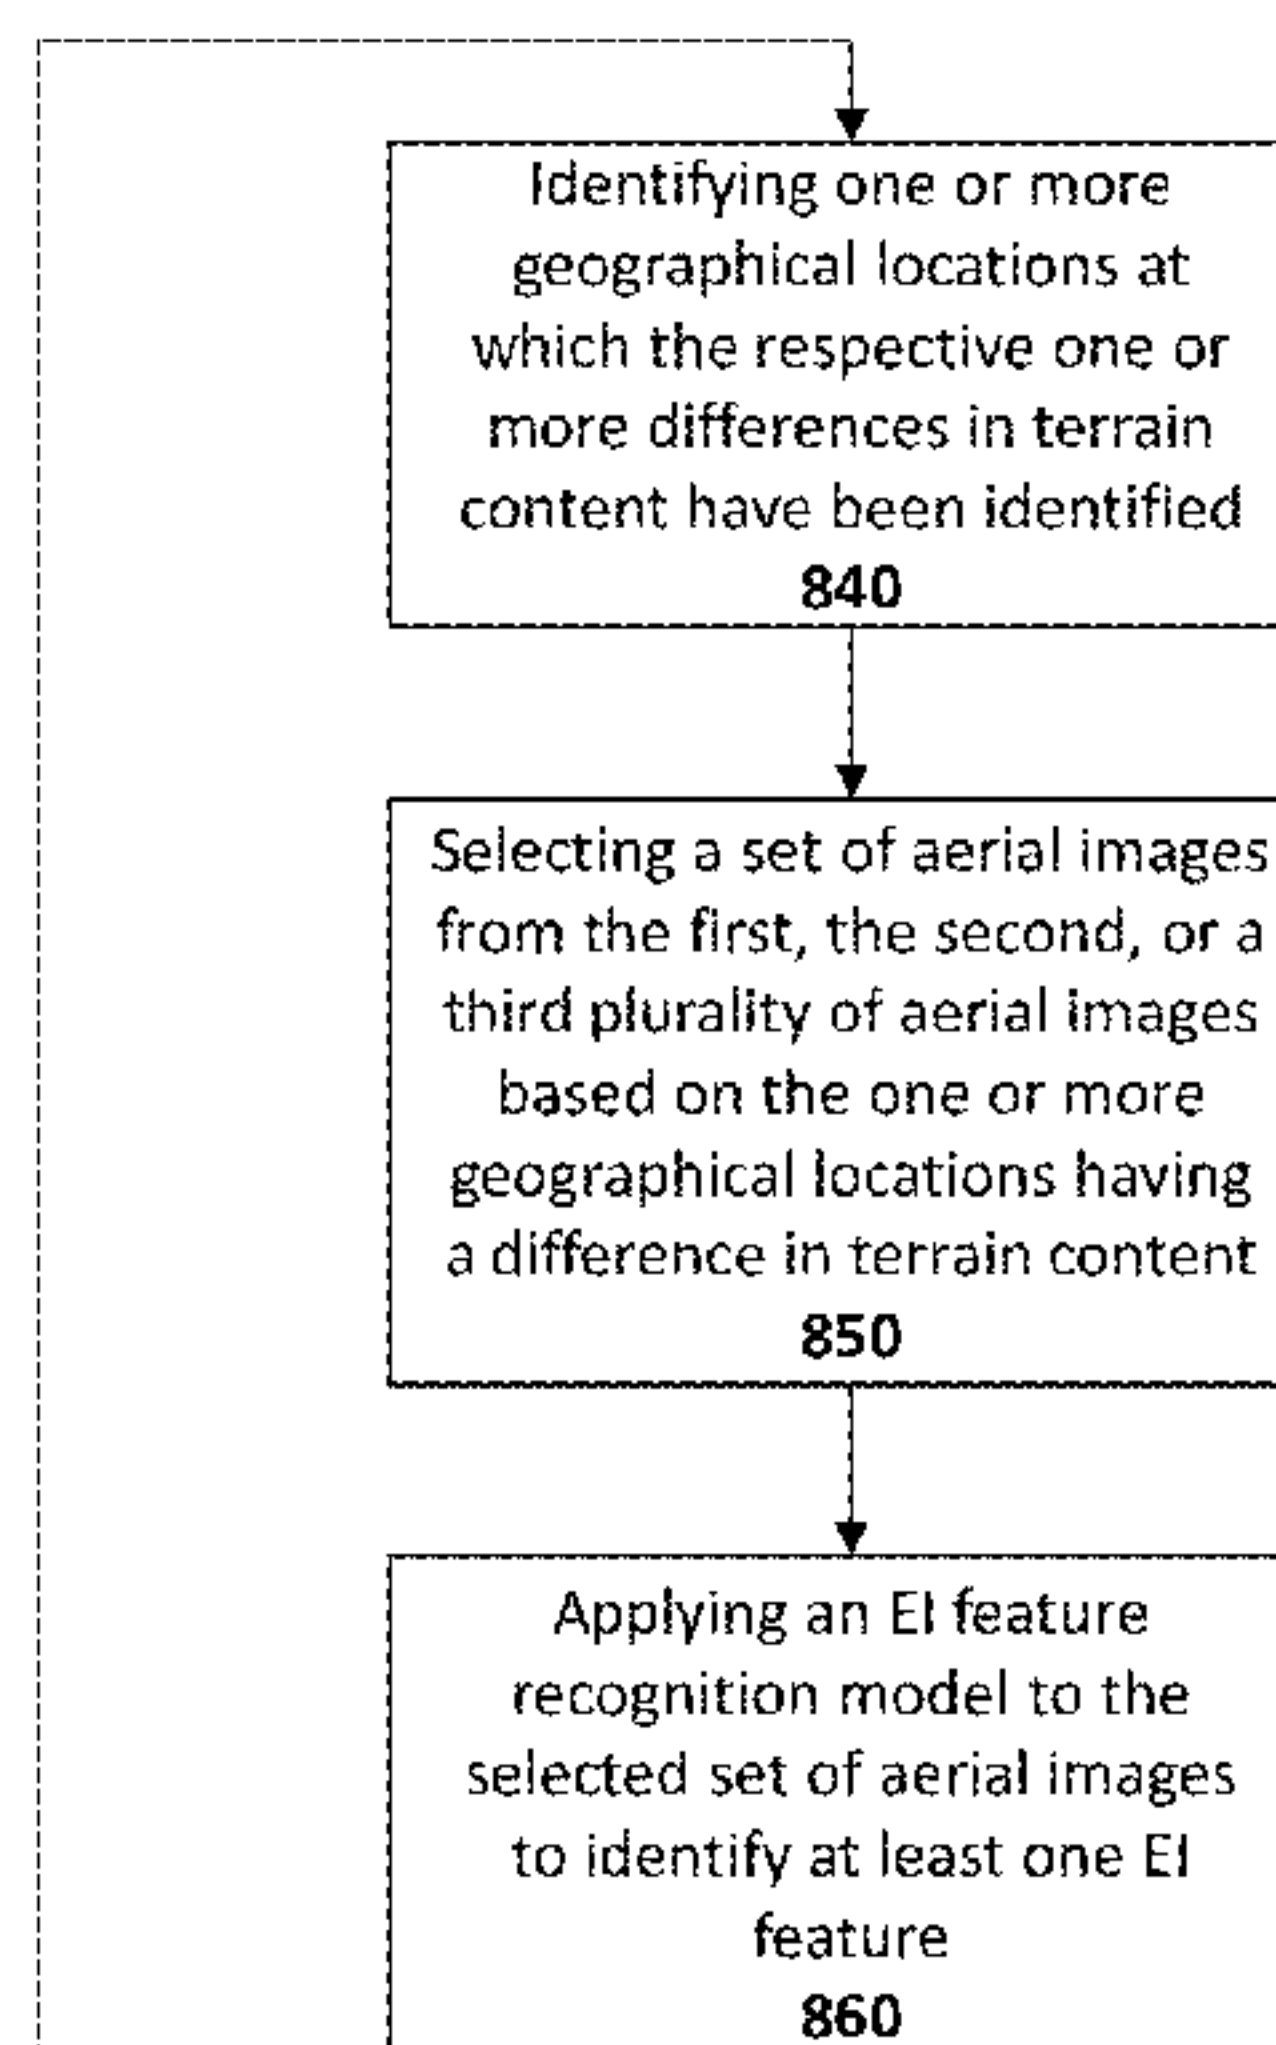 Identifying one or more
geographical locations at
which the respective one or
more differences in terrain
content have been identified
840
Selecting a set of aerial images
from the first, the second, or a
third plurality of aerial images
based on the one or more
geographical locations having
a difference in terrain content
850
Applying an EI feature
recognition model to the
selected set of aerial images
to identify at least one EI
feature
860